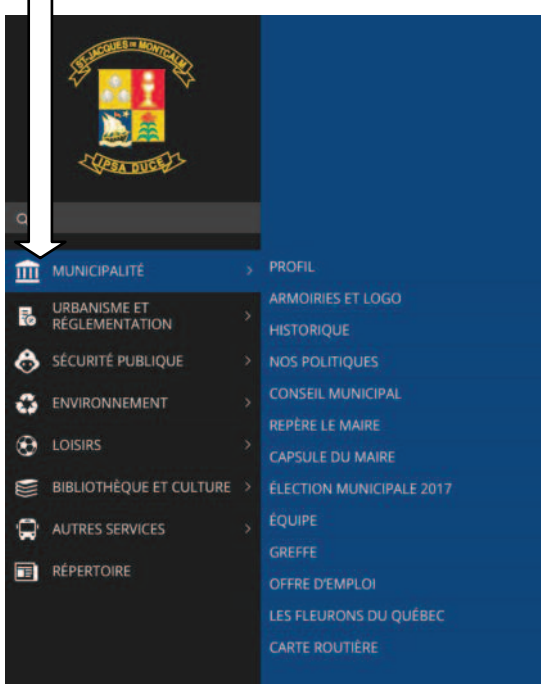 ST-JACQUES = MONTCALM
IPSA DUCE
MUNICIPALITÉ
URBANISME ET
RÉGLEMENTATION
SÉCURITÉ PUBLIQUE
ENVIRONNEMENT
LOISIRS
BIBLIOTHÈQUE ET CULTURE
AUTRES SERVICES
RÉPERTOIRE
PROFIL
ARMOIRIES ET LOGO
HISTORIQUE
NOS POLITIQUES
CONSEIL MUNICIPAL
REPÈRE LE MAIRE
CAPSULE DU MAIRE
ÉLECTION MUNICIPALE 2017
ÉQUIPE
GREFFE
OFFRE D'EMPLOI
LES FLEURONS DU QUÉBEC
CARTE ROUTIÈRE